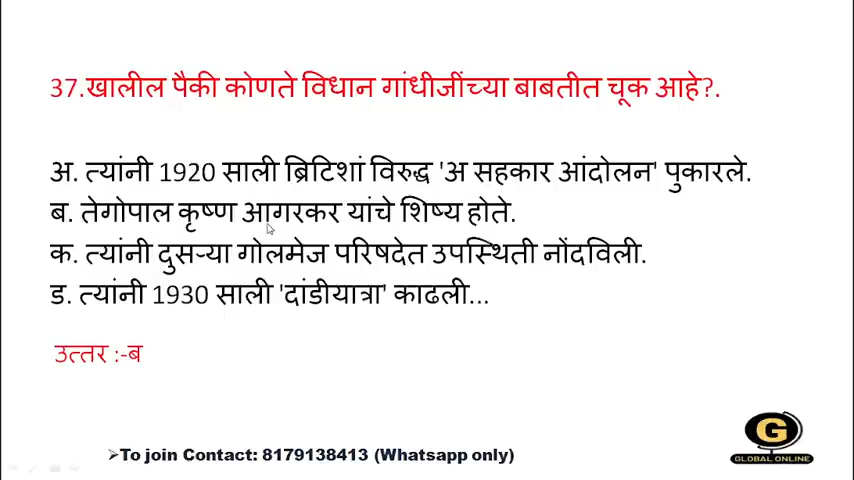 37.खालील पैकी कोणते विधान गांधीजींच्या बाबतीत चूक आहे?.
अ. त्यांनी 1920 साली ब्रिटिशां विरुद्ध 'अ सहकार आंदोलन' पुकारले.
ब. तेगोपाल कृष्ण आगरकर यांचे शिष्य होते.
क. त्यांनी दुसऱ्या गोलमेज परिषदेत उपस्थिती नोंदविली.
ड. त्यांनी 1930 साली 'दांडीयात्रा' काढली...
उत्तर :-ब
➢To join Contact: 8179138413 (Whatsapp only)
G
GLOBAL ONLINE